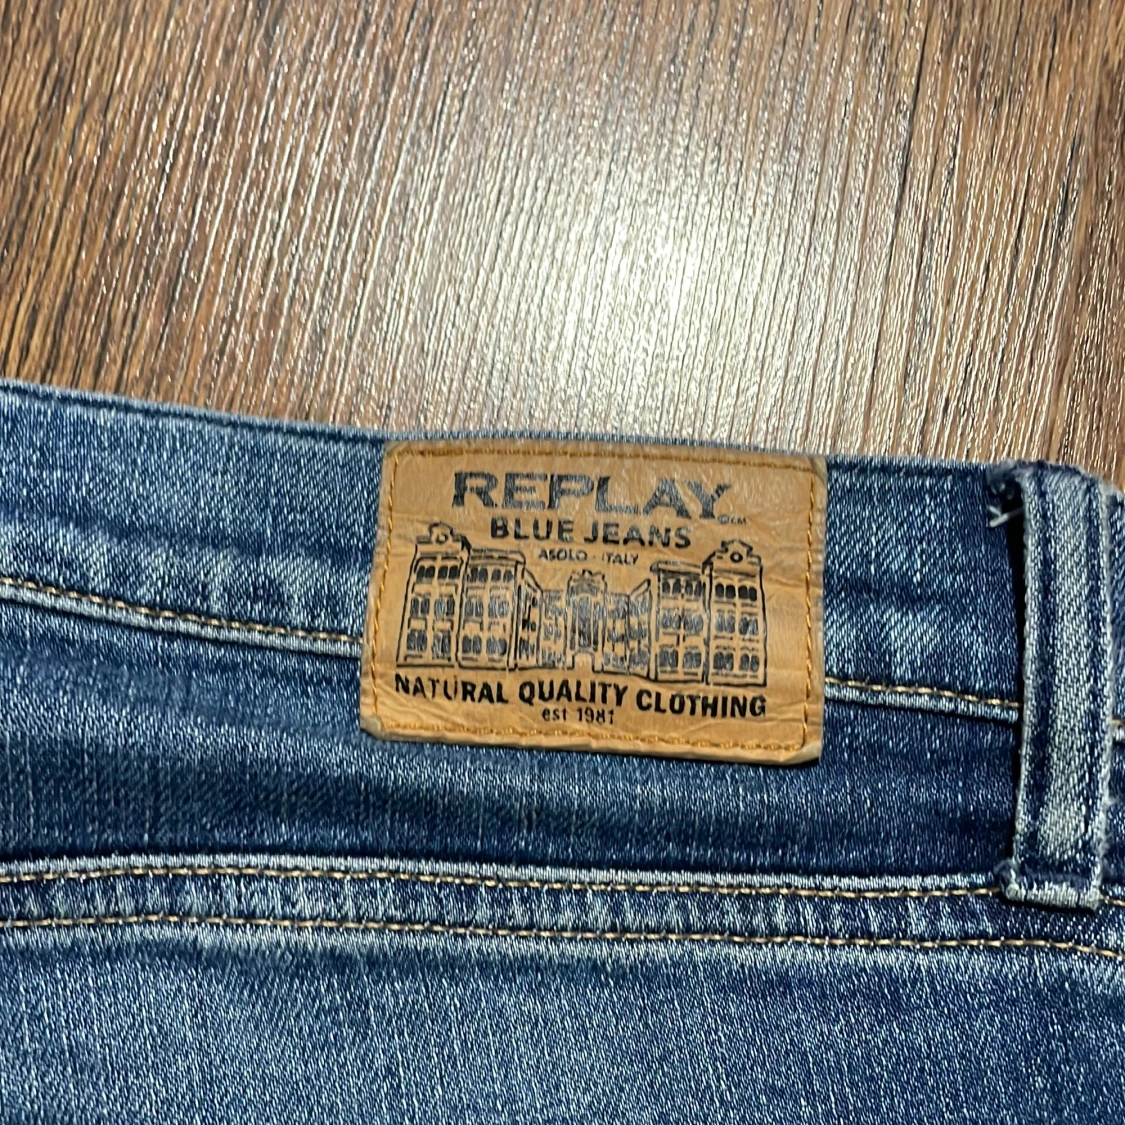 REPLAY
BLUE JEANS
ASOLO - ITALY
NATURAL QUALITY CLOTHING
est 1981